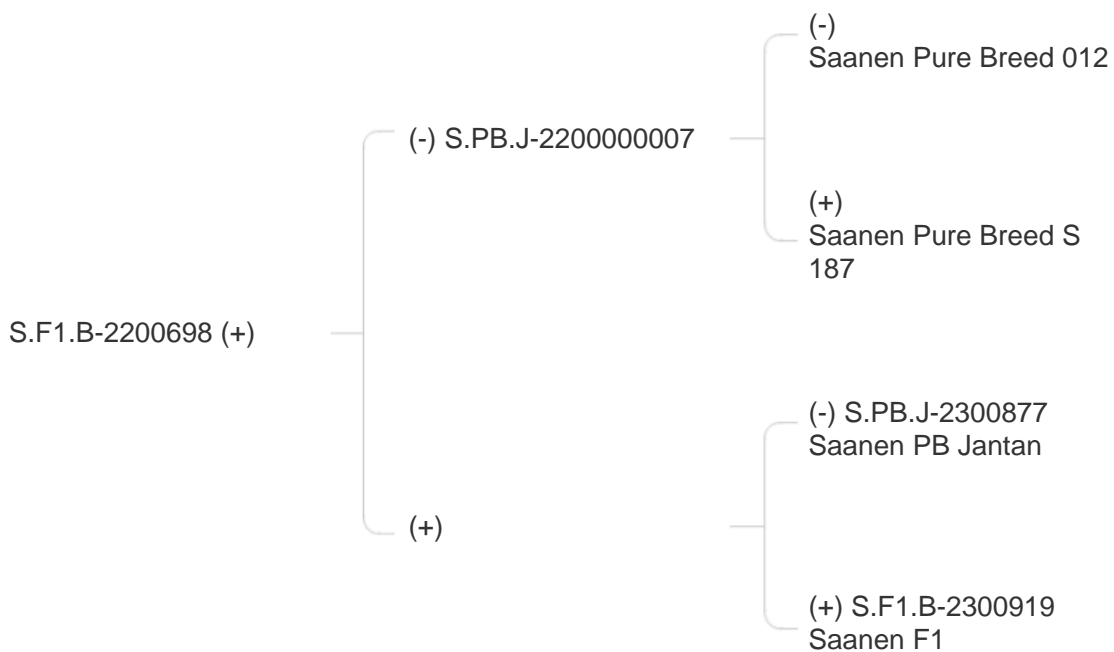 (-)
Saanen Pure Breed 012
(-) S.PB.J-2200000007
(+)
Saanen Pure Breed S
187
S.F1.B-2200698 (+)
(-) S.PB.J-2300877
Saanen PB Jantan
(+)
(+) S.F1.B-2300919
Saanen F1